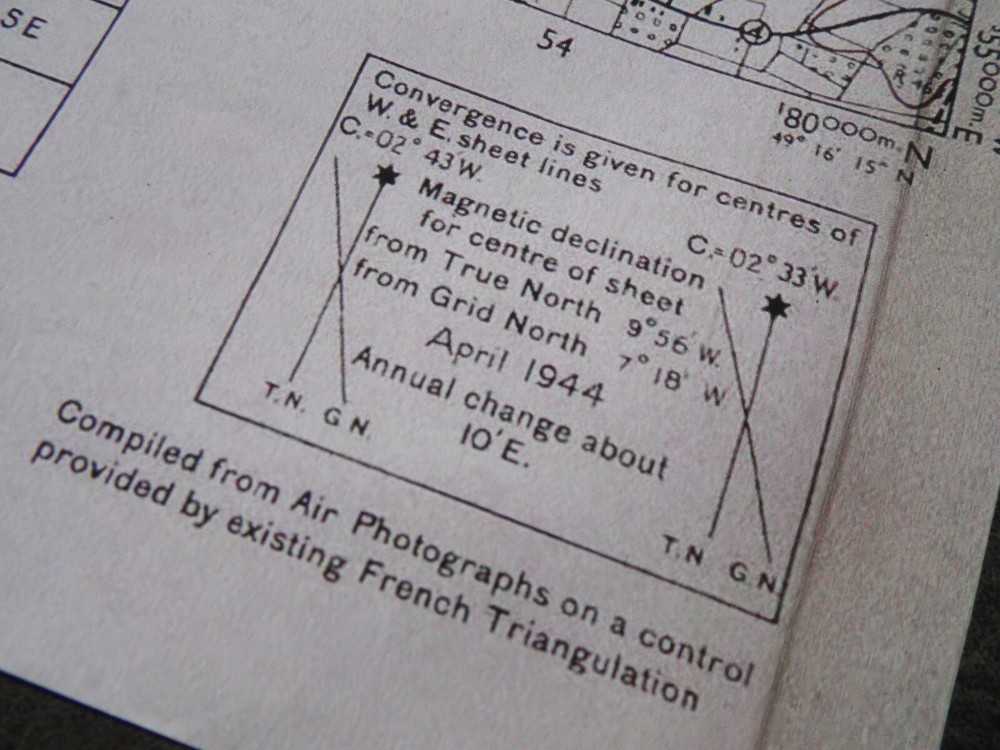 SE
54
180000m.
N
E
49° 16' 15" N
000m.
Convergence is given for centres of
W. & E. sheet lines
C.=02° 43'W.
C.=02° 33'W.
Magnetic declination
for centre of sheet
from True North 9° 56' W.
from Grid North 7° 18' W
April 1944
Annual change about
10'E.
T.N. G N.
T.N G N.
Compiled from Air Photographs on a control
provided by existing French Triangulation